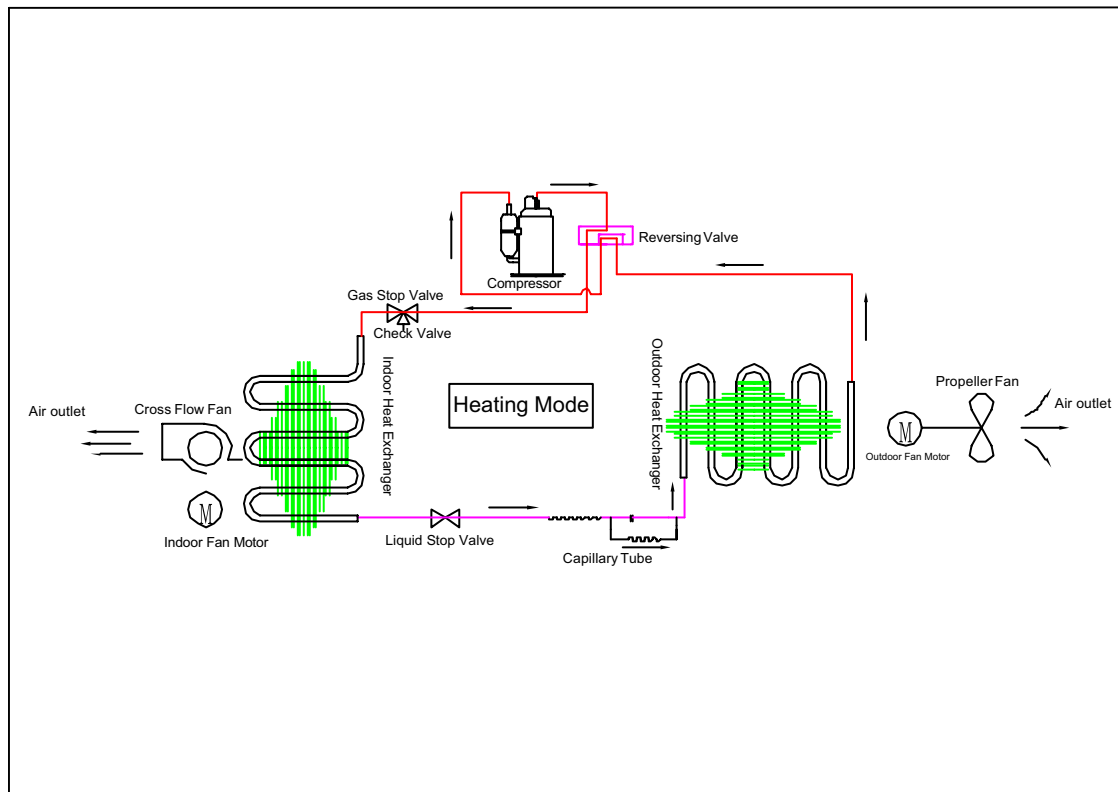 Reversing Valve
Compressor
Gas Stop Valve
Check Valve
Indoor Heat Exchanger
Outdoor Heat Exchanger
Heating Mode
Propeller Fan
Air outlet
Cross Flow Fan
Air outlet
M
Outdoor Fan Motor
M
Indoor Fan Motor
Liquid Stop Valve
Capillary Tube